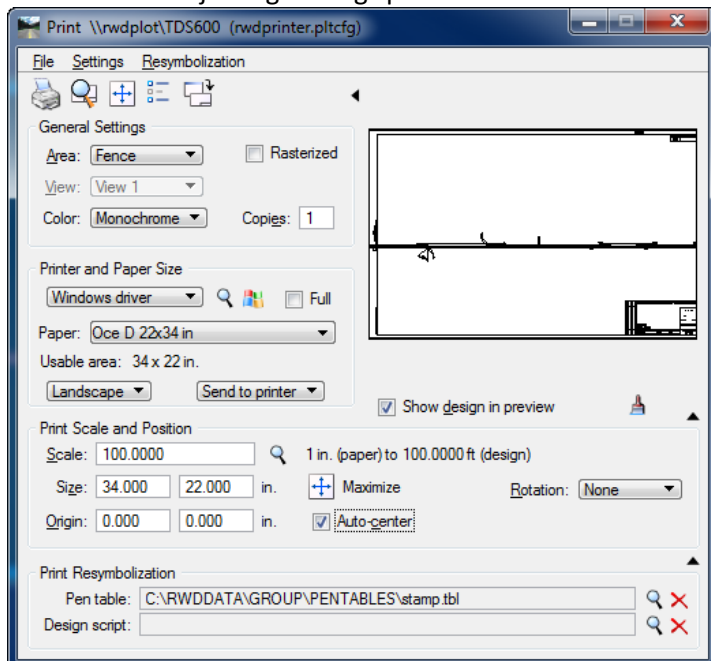 Print \\rwdplot\TDS600 (rwdprinter.pltcfg)
File Settings Resymbolization
General Settings
Area: Fence Rasterized
View: View 1
Color: Monochrome Copies: 1
Printer and Paper Size
Windows driver Full
Paper: Oce D 22x34 in
Usable area: 34 x 22 in.
Landscape Send to printer
Show design in preview
Print Scale and Position
Scale: 100.0000 1 in. (paper) to 100.0000 ft (design)
Size: 34.000 22.000 in. Maximize Rotation: None
Origin: 0.000 0.000 in. Auto-center
Print Resymbolization
Pen table: C:\RWDDATA\GROUP\PENTABLES\stamp.tbl
Design script: